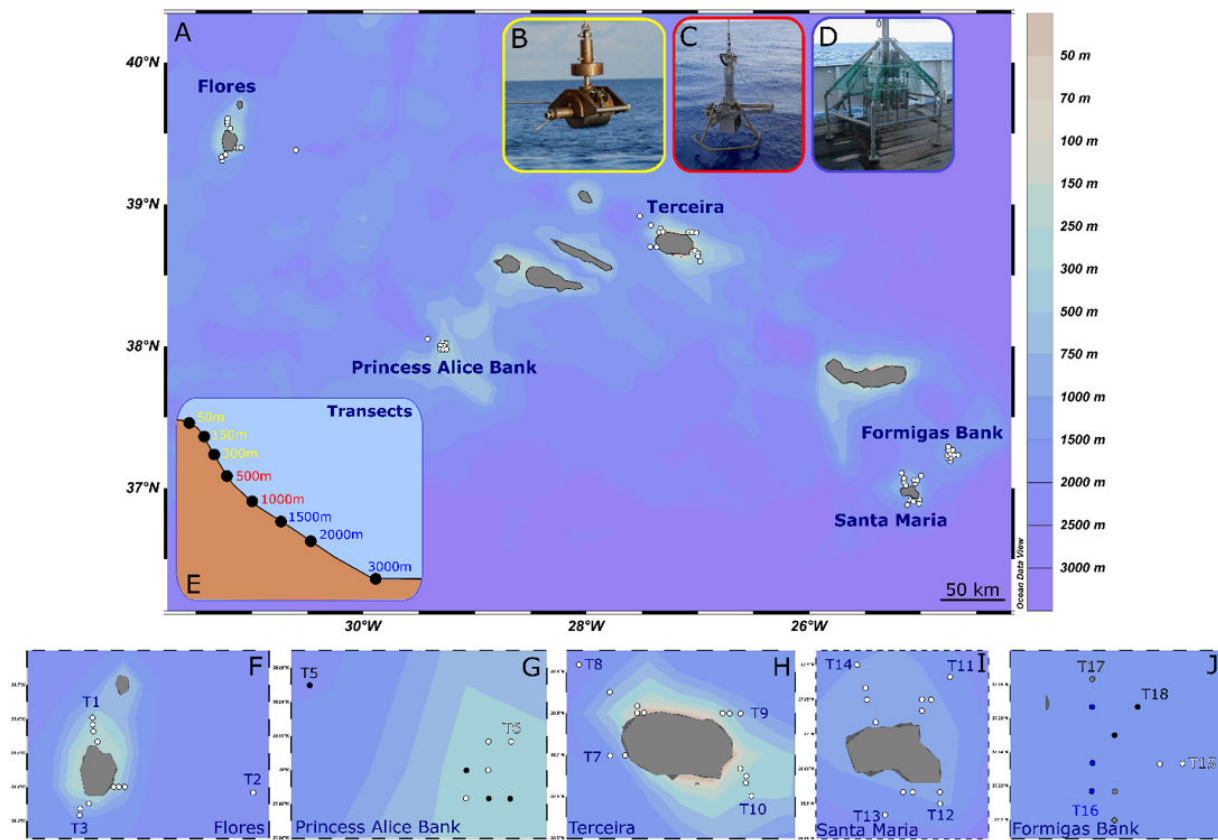 A
B
C
D
40°N
39°N
38°N
37°N
Flores
Terceira
Princess Alice Bank
Formigas Bank
Santa Maria
50 m
70 m
100 m
150 m
250 m
300 m
500 m
750 m
1000 m
1500 m
2000 m
2500 m
3000 m
Ocean Data View
50 km
Transects
50m
150m
300m
500m
1000m
1500m
2000m
3000m
E
30°W
28°W
26°W
F
T1
T2
T3
Flores
G
T5
Princess Alice Bank
H
T8
T9
T7
T10
Terceira
I
T14
T11
T13
T12
Santa Maria
J
T17
T18
T15
T16
Formigas Bank